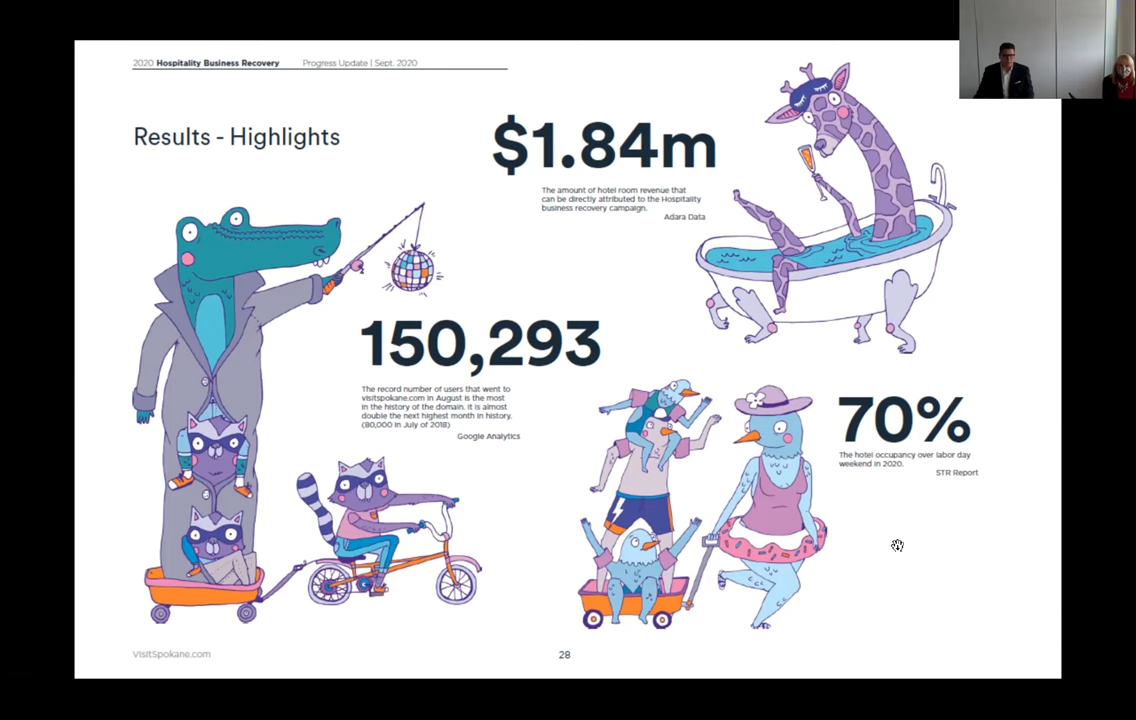 2020 Hospitality Business Recovery Progress Update | Sept. 2020
Results - Highlights
$1.84m
The amount of hotel room revenue that
can be directly attributed to the Hospitality
business recovery campaign.
Adara Data
150,293
The record number of users that went to
visitspokane.com in August is the most
in the history of the domain. It is almost
double the next highest month in history.
(80,000 in July of 2018)
Google Analytics
70%
The hotel occupancy over labor day
weekend in 2020.
STR Report
VisitSpokane.com
28